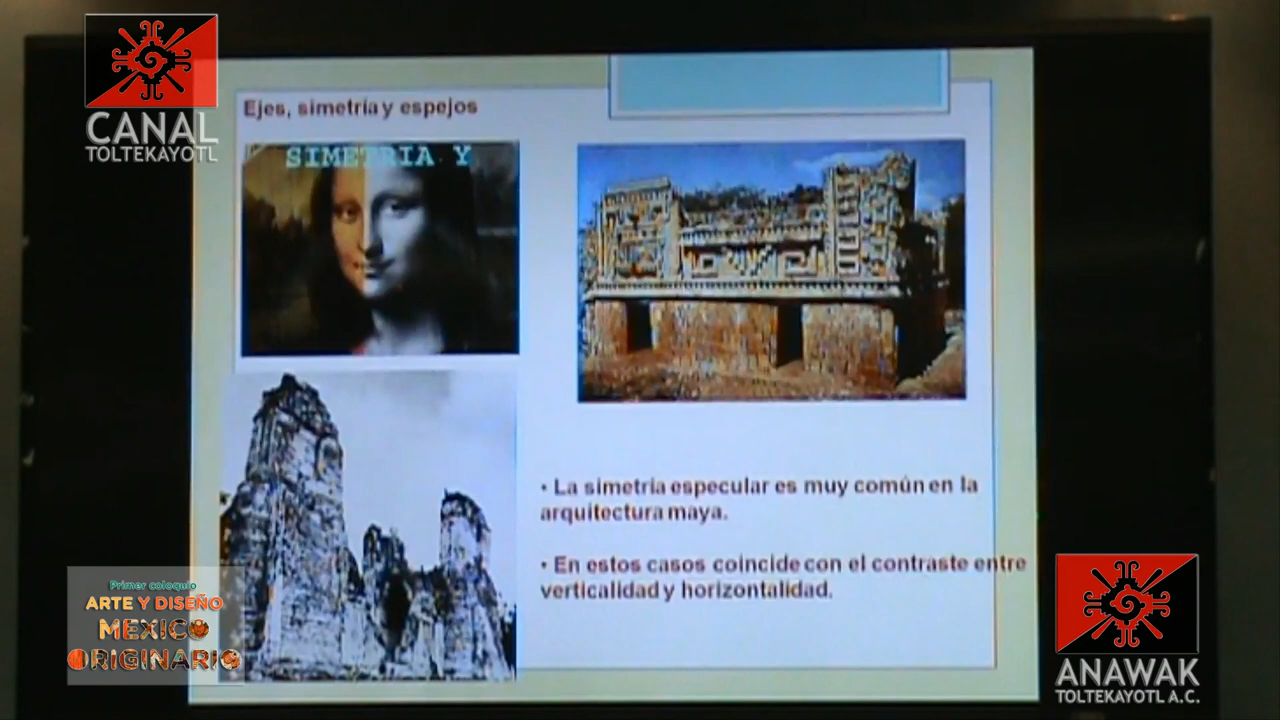 CANAL
TOLTEKAYOTL
Ejes, simetría y espejos
SIMETRIA Y
• La simetría especular es muy común en la
arquitectura maya.
• En estos casos coincide con el contraste entre
verticalidad y horizontalidad.
Primer coloquio
ARTE Y DISEÑO
MEXICO
ORIGINARIO
ANAWAK
TOLTEKAYOTL A.C.